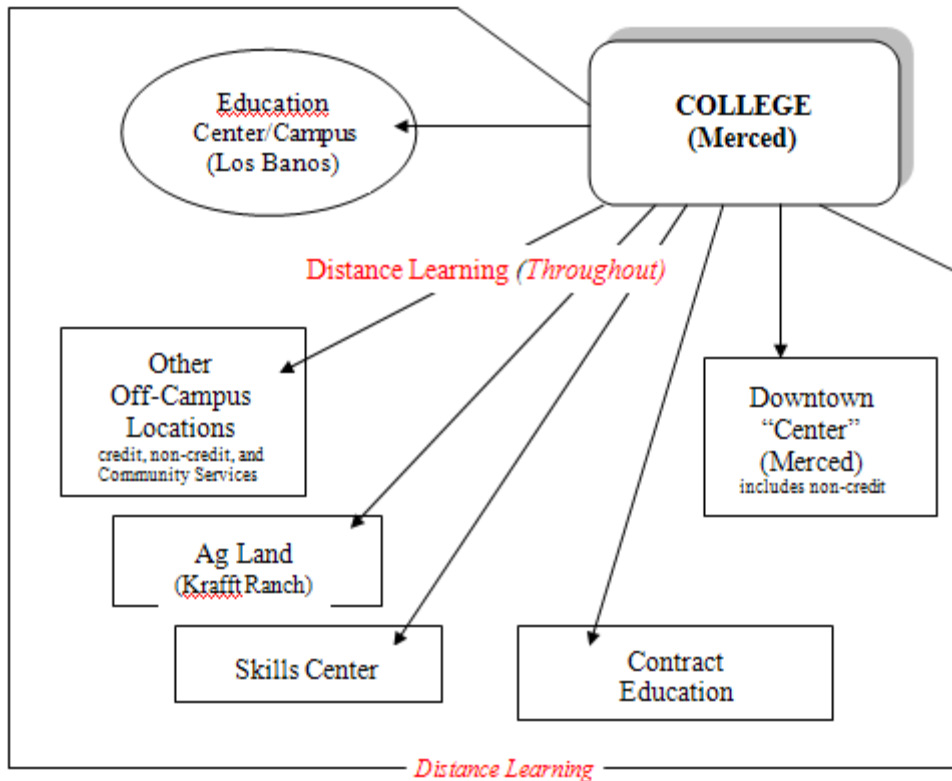 COLLEGE
(Merced)
Education
Center/Campus
(Los Banos)
Distance Learning (Throughout)
Other
Off-Campus
Locations
credit, non-credit, and
Community Services
Downtown
“Center”
(Merced)
includes non-credit
Ag Land
(Krafft Ranch)
Skills Center
Contract
Education
Distance Learning